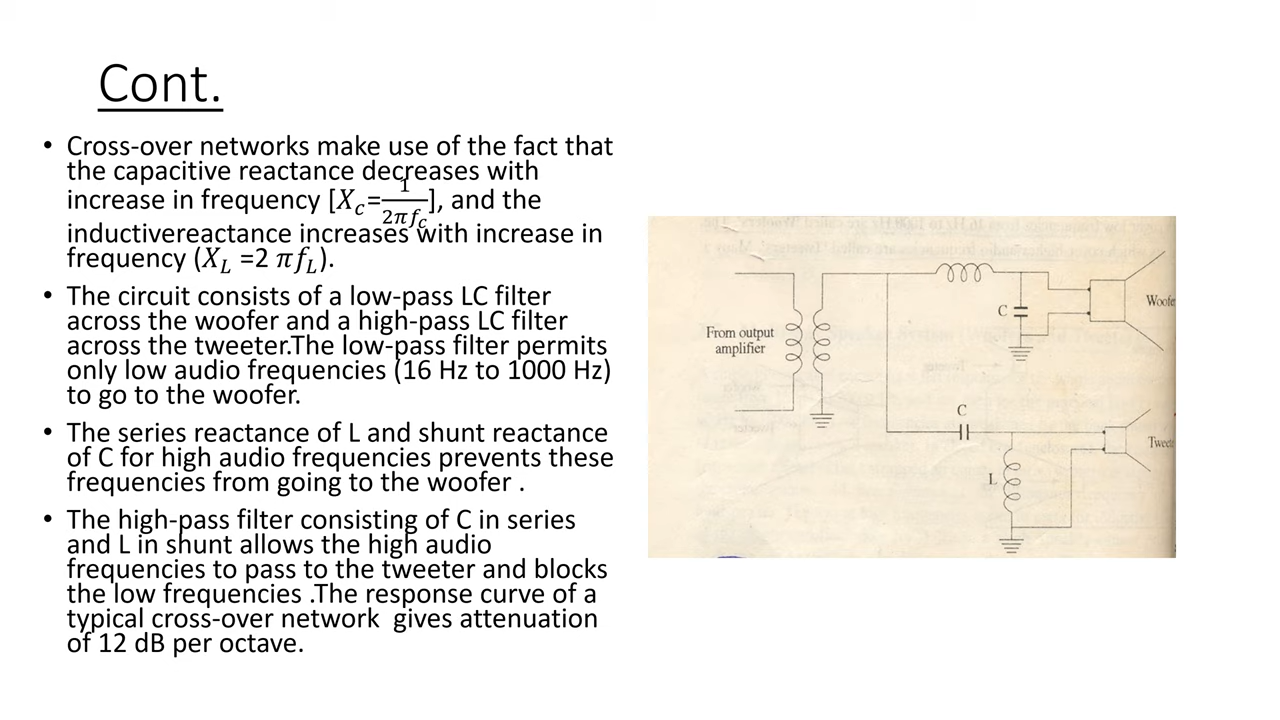 Cont.
• Cross-over networks make use of the fact that
the capacitive reactance decreases with
increase in frequency [𝑋𝑐=1/2𝜋𝑓𝑐], and the
inductivereactance increases with increase in
frequency (𝑋𝐿 =2 𝜋𝑓𝐿).
• The circuit consists of a low-pass LC filter
across the woofer and a high-pass LC filter
across the tweeter.The low-pass filter permits
only low audio frequencies (16 Hz to 1000 Hz)
to go to the woofer.
• The series reactance of L and shunt reactance
of C for high audio frequencies prevents these
frequencies from going to the woofer .
• The high-pass filter consisting of C in series
and L in shunt allows the high audio
frequencies to pass to the tweeter and blocks
the low frequencies .The response curve of a
typical cross-over network gives attenuation
of 12 dB per octave.
C
Woofe
From output
amplifier
C
Tweete
L